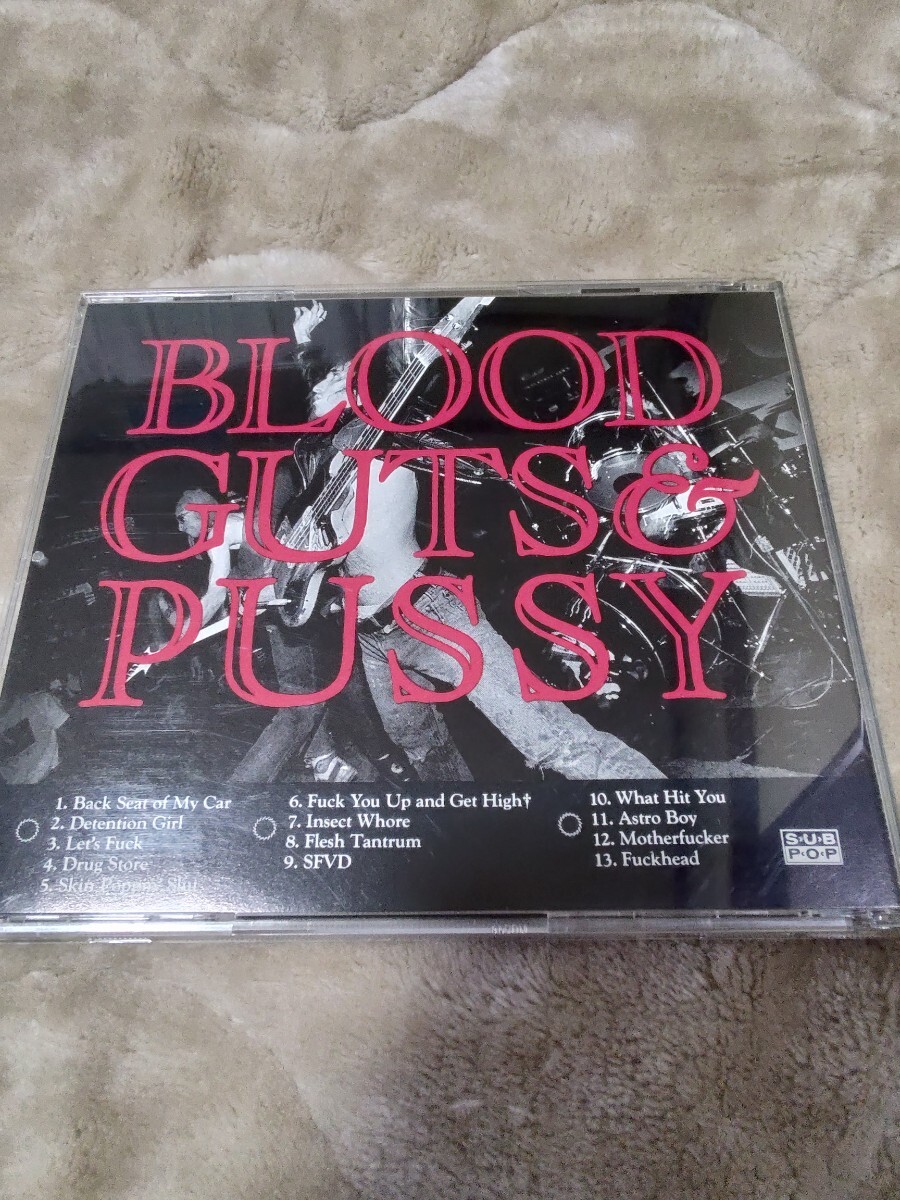 BLOOD
GUTS &
PUSSY
1. Back Seat of My Car
2. Detention Girl
3. Let's Fuck
4. Drug Store
5. Skin Poppin' Slut
6. Fuck You Up and Get High†
7. Insect Whore
8. Flesh Tantrum
9. SFVD
10. What Hit You
11. Astro Boy
12. Motherfucker
13. Fuckhead
SUB
POP